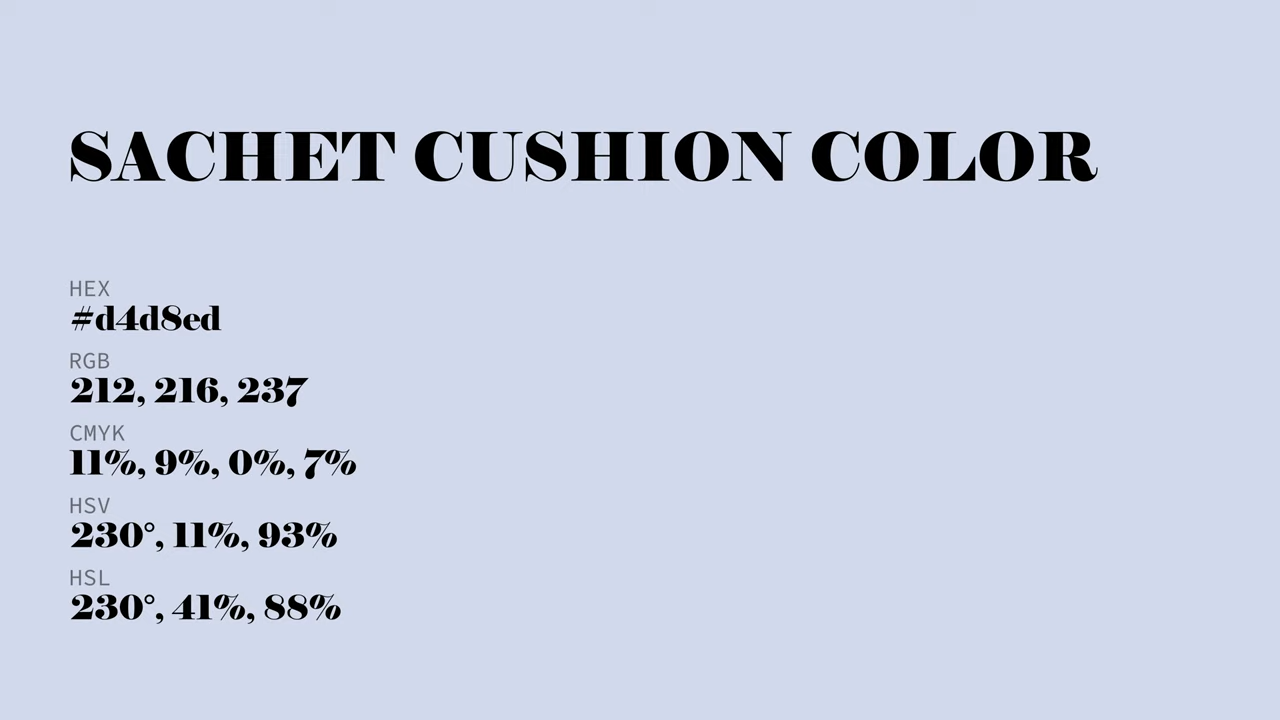 SACHET CUSHION COLOR
HEX
#d4d8ed
RGB
212, 216, 237
CMYK
11%, 9%, 0%, 7%
HSV
230°, 11%, 93%
HSL
230°, 41%, 88%